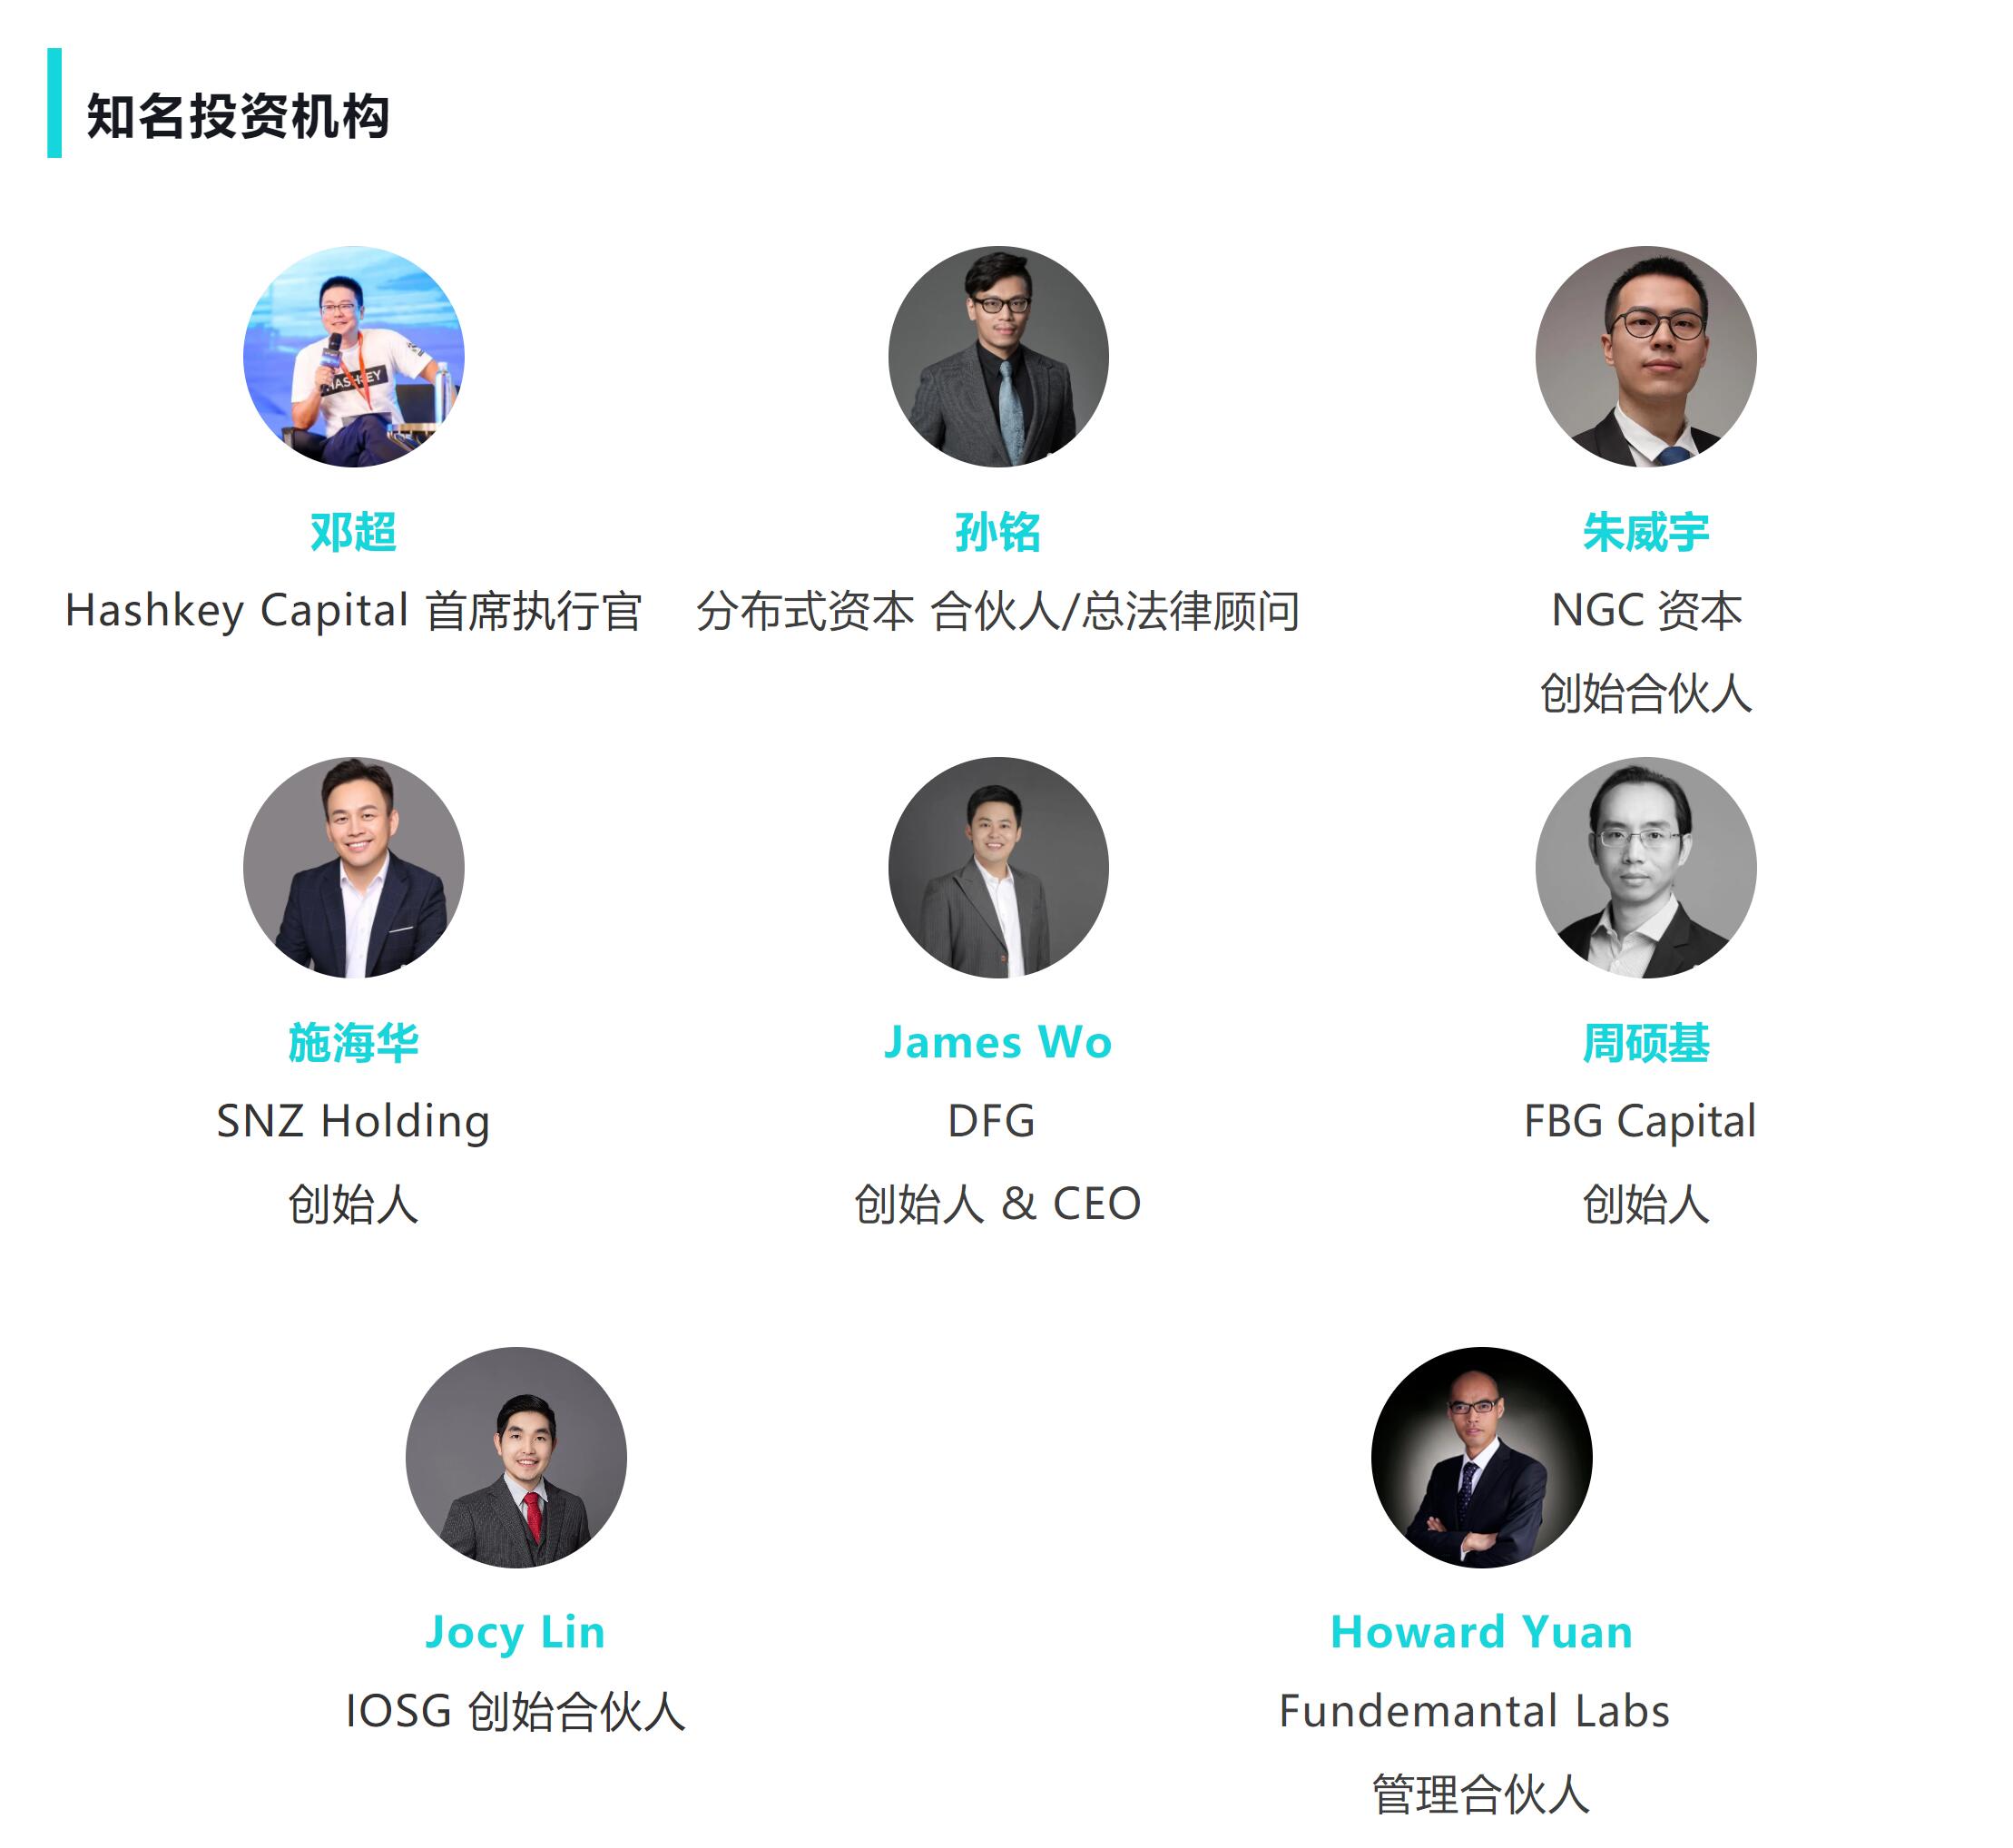 知名投资机构
HASHKEY
邓超
Hashkey Capital 首席执行官
孙铭
分布式资本 合伙人/总法律顾问
朱威宇
NGC 资本
创始合伙人
施海华
SNZ Holding
创始人
James Wo
DFG
创始人 & CEO
周硕基
FBG Capital
创始人
Jocy Lin
IOSG 创始合伙人
Howard Yuan
Fundemantal Labs
管理合伙人